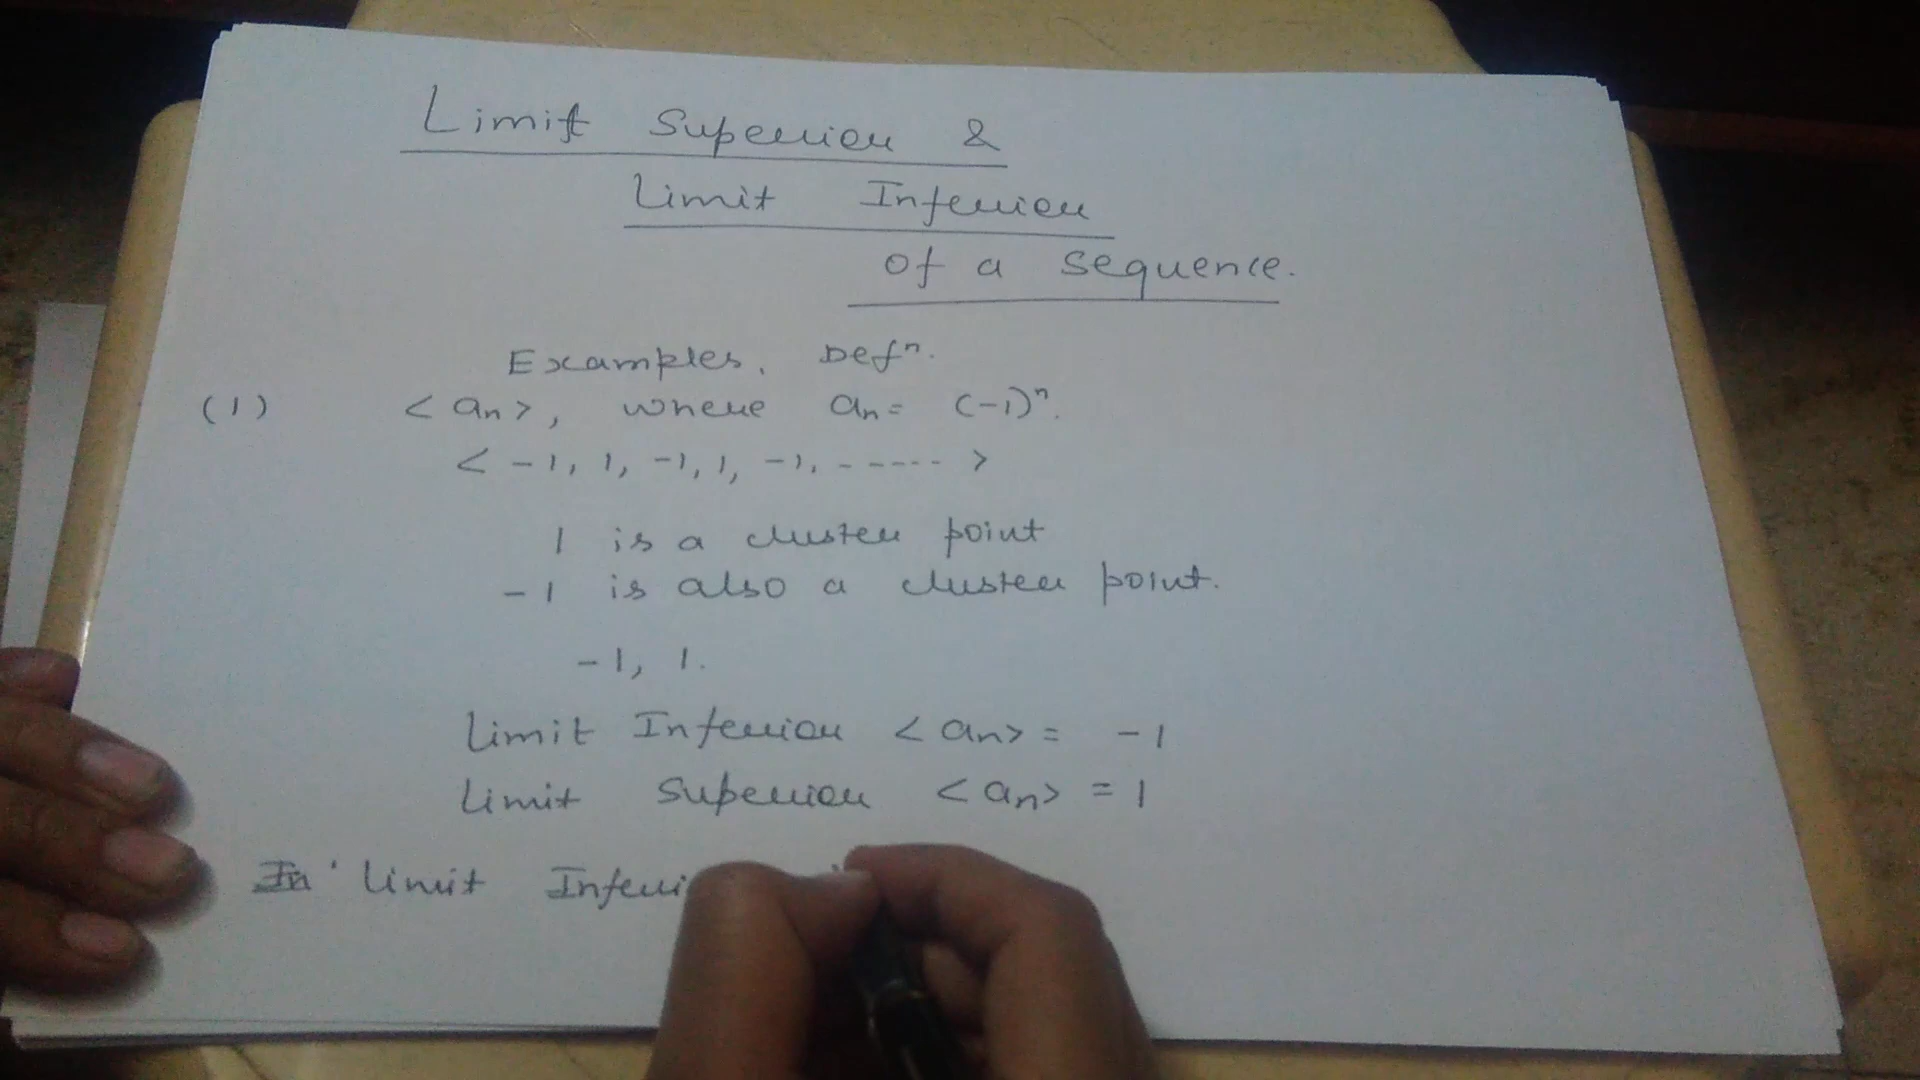 Limit Superior &
Limit Inferior
of a sequence.
Examples. Defⁿ.
(1) < aₙ >, where aₙ = (-1)ⁿ.
< -1, 1, -1, 1, -1, - - - - - >
1 is a cluster point
-1 is also a cluster point.
-1, 1.
Limit Inferior < aₙ > = -1
Limit Superior < aₙ > = 1
Limit